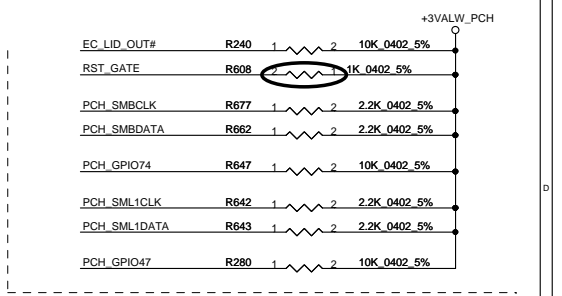 +3VALW_PCH
EC_LID_OUT# R240 1 2 10K_0402_5%
RST_GATE R608 2 1 1K_0402_5%
PCH_SMBCLK R677 1 2 2.2K_0402_5%
PCH_SMBDATA R662 1 2 2.2K_0402_5%
PCH_GPIO74 R647 1 2 10K_0402_5%
D
PCH_SML1CLK R642 1 2 2.2K_0402_5%
PCH_SML1DATA R643 1 2 2.2K_0402_5%
PCH_GPIO47 R280 1 2 10K_0402_5%